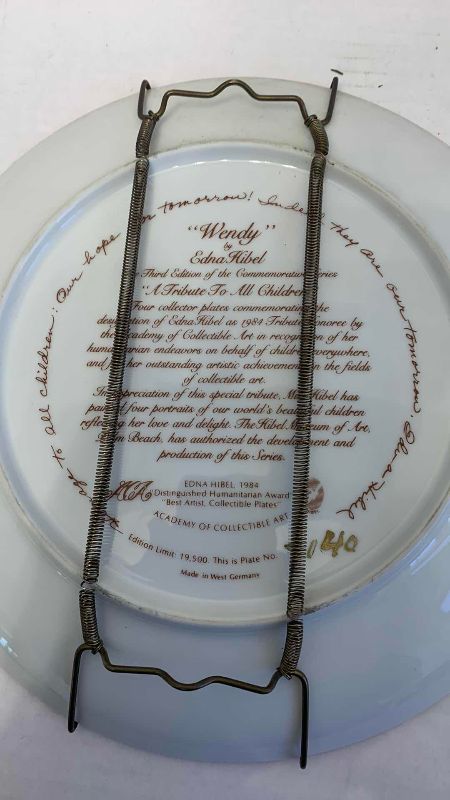 "Wendy"
by
Edna Hibel
Third Edition of the Commemorative Series
"A Tribute To All Children
Four collector plates commemorating the
designation of Edna Hibel as 1984 Tribute Honoree by
the Academy of Collectible Art in recognition of her
humanitarian endeavors on behalf of children everywhere,
and for her outstanding artistic achievements in the fields
of collectible art.
In appreciation of this special tribute, Miss Hibel has
painted four portraits of our world's beautiful children
reflecting her love and delight. The Hibel Museum of Art,
Palm Beach, has authorized the development and
production of this Series.
EDNA HIBEL, 1984
Distinguished Humanitarian Award
"Best Artist, Collectible Plates"
ACADEMY OF COLLECTIBLE ART
Edition Limit: 19,500. This is Plate No.
Made in West Germany
to all children: Our hope for tomorrow! Indeed they are our tomorrow Edna Hibel